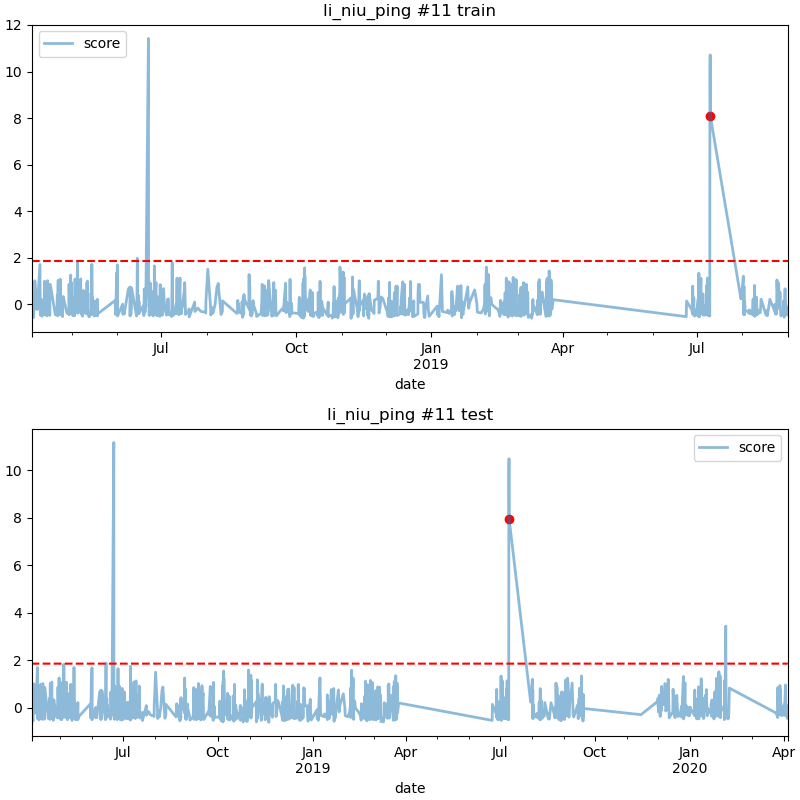 li_niu_ping #11 train
score
12
10
8
6
4
2
0
Jul
Oct
Jan
2019
Apr
Jul
date
li_niu_ping #11 test
score
10
8
6
4
2
0
Jul
Oct
Jan
2019
Apr
Jul
Oct
Jan
2020
Apr
date